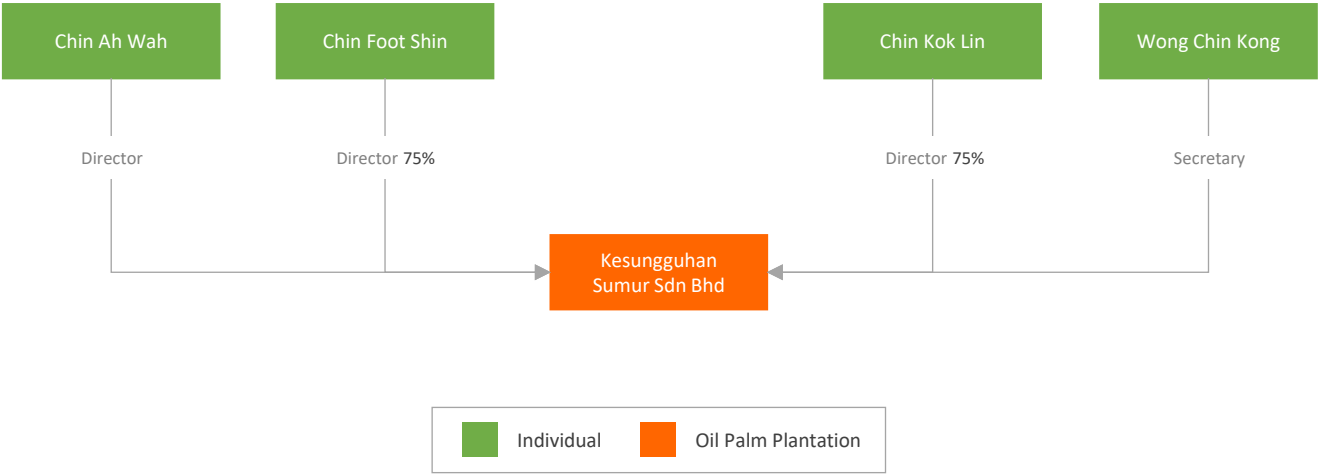 Chin Ah Wah
Chin Foot Shin
Chin Kok Lin
Wong Chin Kong
Director
Director 75%
Director 75%
Secretary
Kesungguhan
Sumur Sdn Bhd
Individual
Oil Palm Plantation